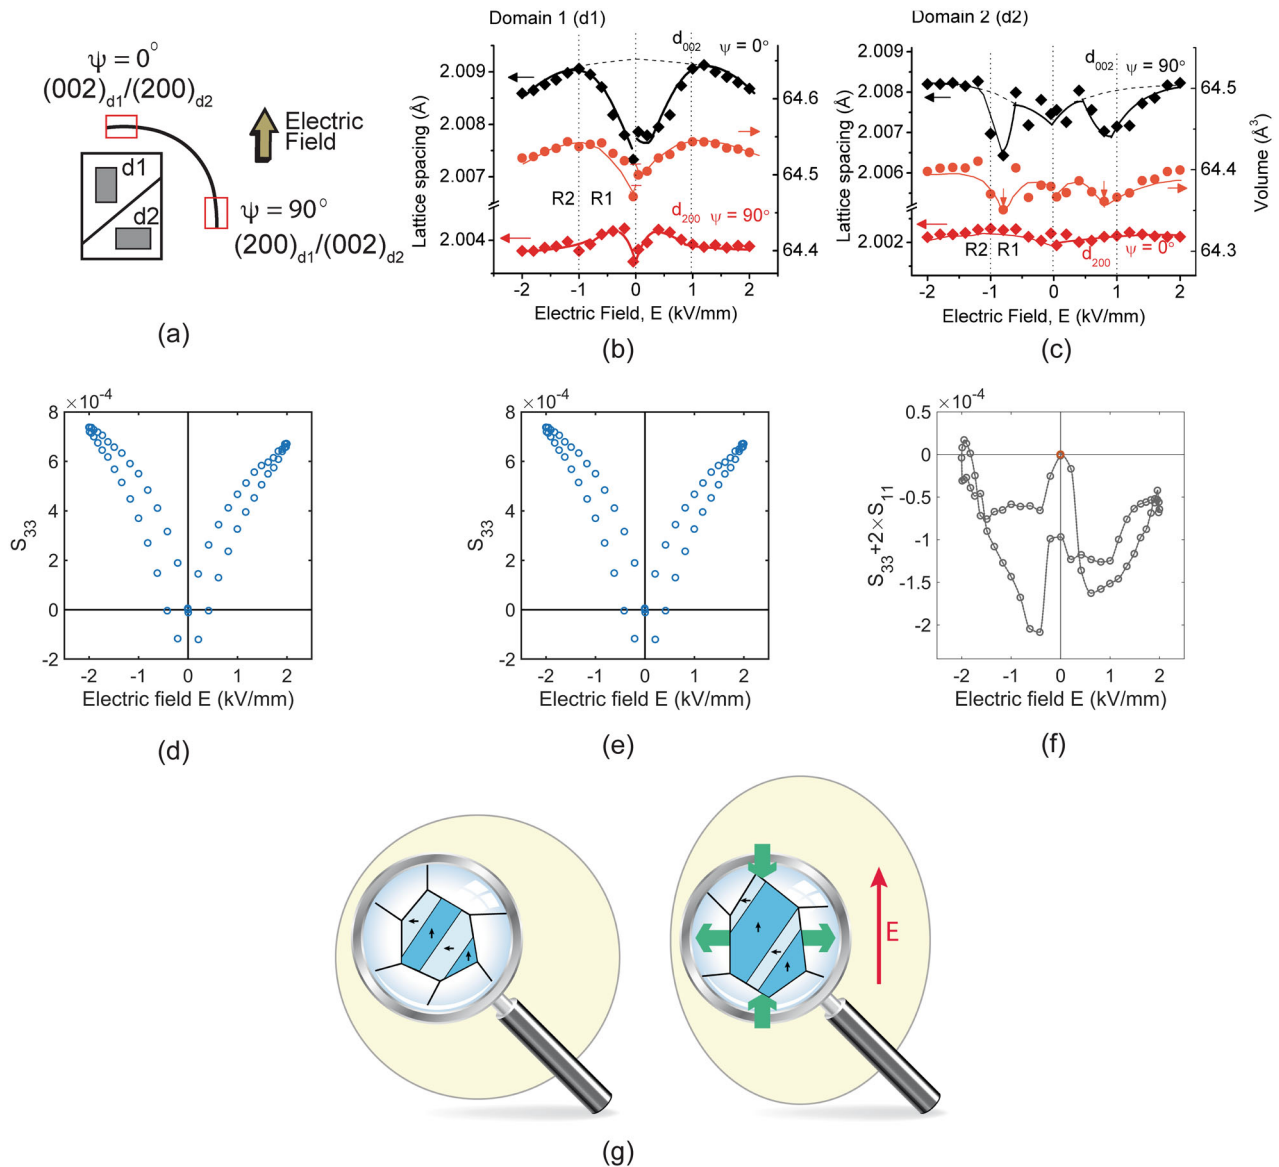 ψ = 0°
(002)d1/(200)d2
Electric
Field
d1
d2
ψ = 90°
(200)d1/(002)d2
(a)
Domain 1 (d1)
d002 ψ = 0°
2.009
2.008
2.007
2.004
Lattice spacing (Å)
64.6
64.5
64.4
R2 R1
d200 ψ = 90°
-2 -1 0 1 2
Electric Field, E (kV/mm)
(b)
Domain 2 (d2)
d002 ψ = 90°
2.009
2.008
2.007
2.006
2.002
Lattice spacing (Å)
64.5
64.4
64.3
Volume (Å³)
R2 R1
d200 ψ = 0°
-2 -1 0 1 2
Electric Field, E (kV/mm)
(c)
×10-4
8
6
4
2
0
-2
S33
-2 -1 0 1 2
Electric field E (kV/mm)
(d)
×10-4
8
6
4
2
0
-2
S33
-2 -1 0 1 2
Electric field E (kV/mm)
(e)
×10-4
0.5
0
-0.5
-1
-1.5
-2
S33+2×S11
-2 -1 0 1 2
Electric field E (kV/mm)
(f)
E
(g)